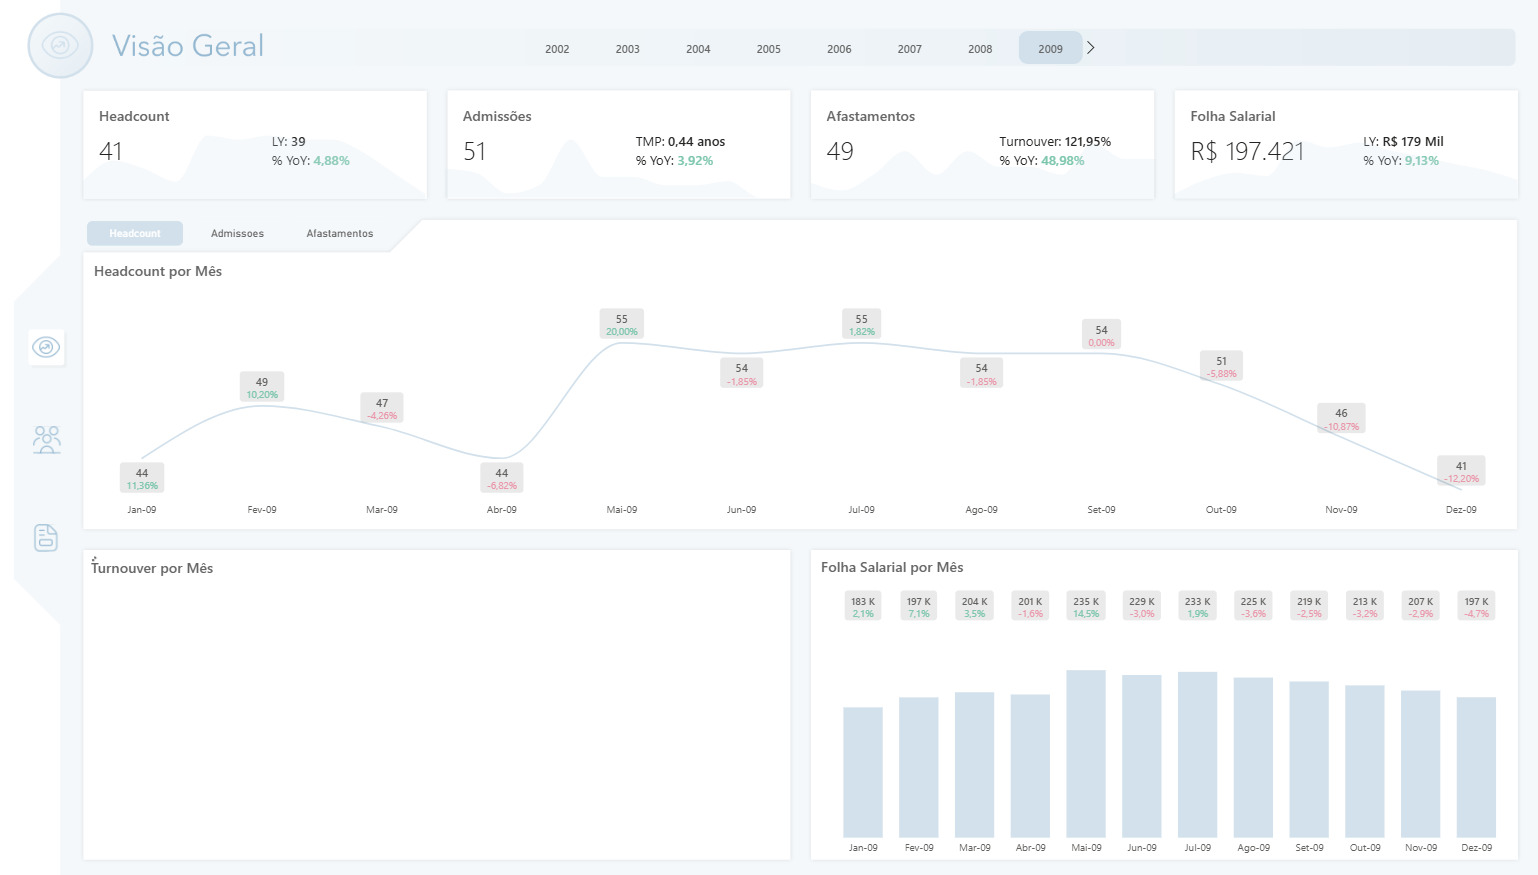 Visão Geral
2002 2003 2004 2005 2006 2007 2008 2009
Headcount
41
LY: 39
% YoY: 4,88%
Admissões
51
TMP: 0,44 anos
% YoY: 3,92%
Afastamentos
49
Turnouver: 121,95%
% YoY: 48,98%
Folha Salarial
R$ 197.421
LY: R$ 179 Mil
% YoY: 9,13%
Headcount Admissoes Afastamentos
Headcount por Mês
44
11,36%
49
10,20%
47
-4,26%
44
-6,82%
55
20,00%
54
-1,85%
55
1,82%
54
-1,85%
54
0,00%
51
-5,88%
46
-10,87%
41
-12,20%
Jan-09 Fev-09 Mar-09 Abr-09 Mai-09 Jun-09 Jul-09 Ago-09 Set-09 Out-09 Nov-09 Dez-09
Turnouver por Mês
Folha Salarial por Mês
183 K 197 K 204 K 201 K 235 K 229 K 233 K 225 K 219 K 213 K 207 K 197 K
2,1% 7,1% 3,5% -1,6% 14,5% -3,0% 1,9% -3,6% -2,5% -3,2% -2,9% -4,7%
Jan-09 Fev-09 Mar-09 Abr-09 Mai-09 Jun-09 Jul-09 Ago-09 Set-09 Out-09 Nov-09 Dez-09